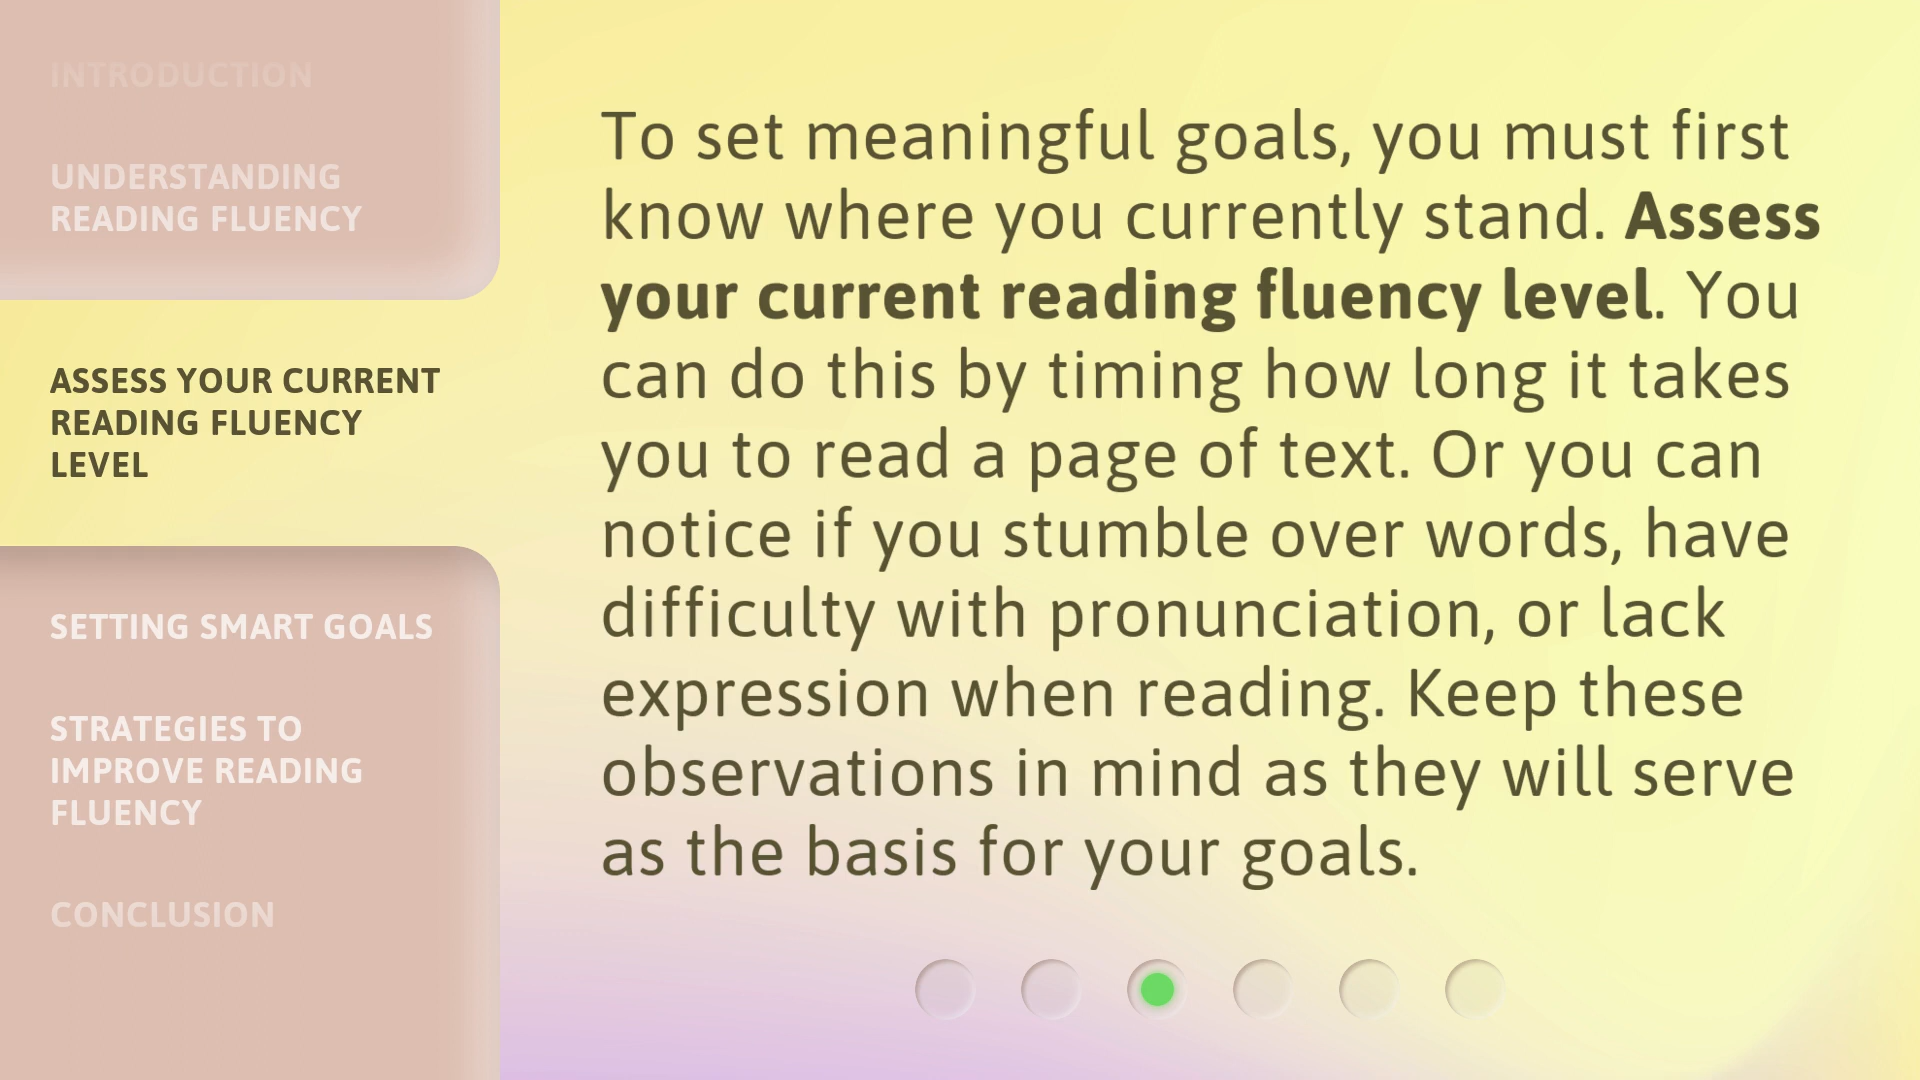 INTRODUCTION
UNDERSTANDING
READING FLUENCY
ASSESS YOUR CURRENT
READING FLUENCY
LEVEL
SETTING SMART GOALS
STRATEGIES TO
IMPROVE READING
FLUENCY
CONCLUSION
To set meaningful goals, you must first
know where you currently stand. Assess
your current reading fluency level. You
can do this by timing how long it takes
you to read a page of text. Or you can
notice if you stumble over words, have
difficulty with pronunciation, or lack
expression when reading. Keep these
observations in mind as they will serve
as the basis for your goals.